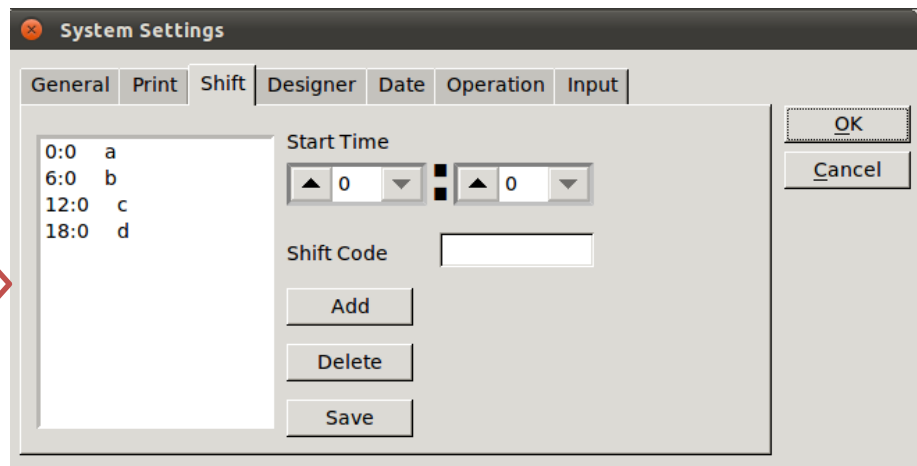 System Settings
General Print Shift Designer Date Operation Input
OK
Cancel
0:0 a
6:0 b
12:0 c
18:0 d
Start Time
0 : 0
Shift Code
Add
Delete
Save